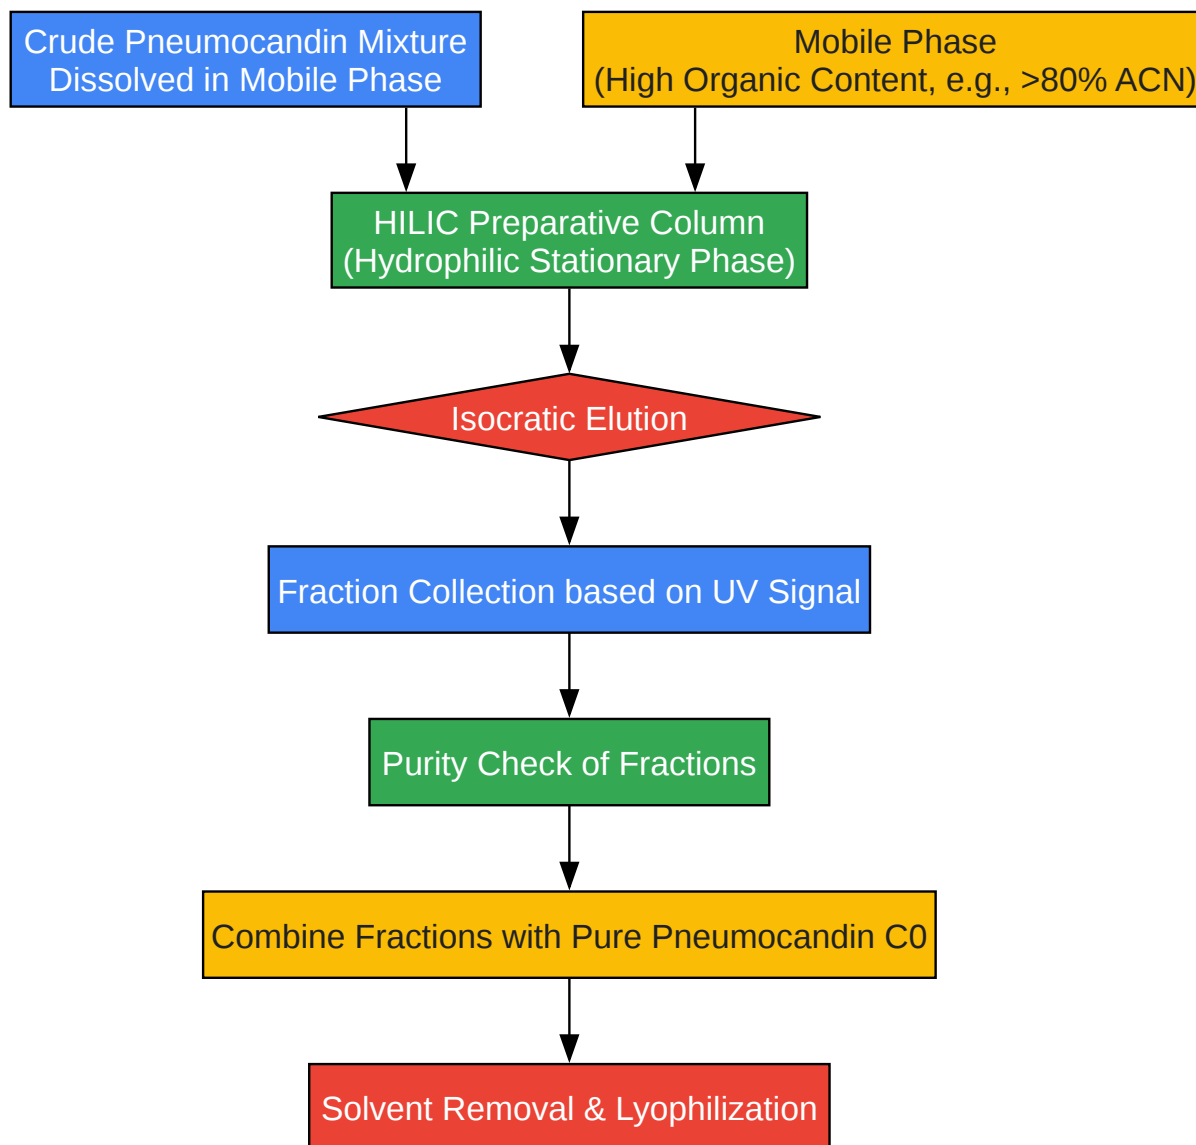 Crude Pneumocandin Mixture
Dissolved in Mobile Phase
Mobile Phase
(High Organic Content, e.g., >80% ACN)
HILIC Preparative Column
(Hydrophilic Stationary Phase)
Isocratic Elution
Fraction Collection based on UV Signal
Purity Check of Fractions
Combine Fractions with Pure Pneumocandin C0
Solvent Removal & Lyophilization